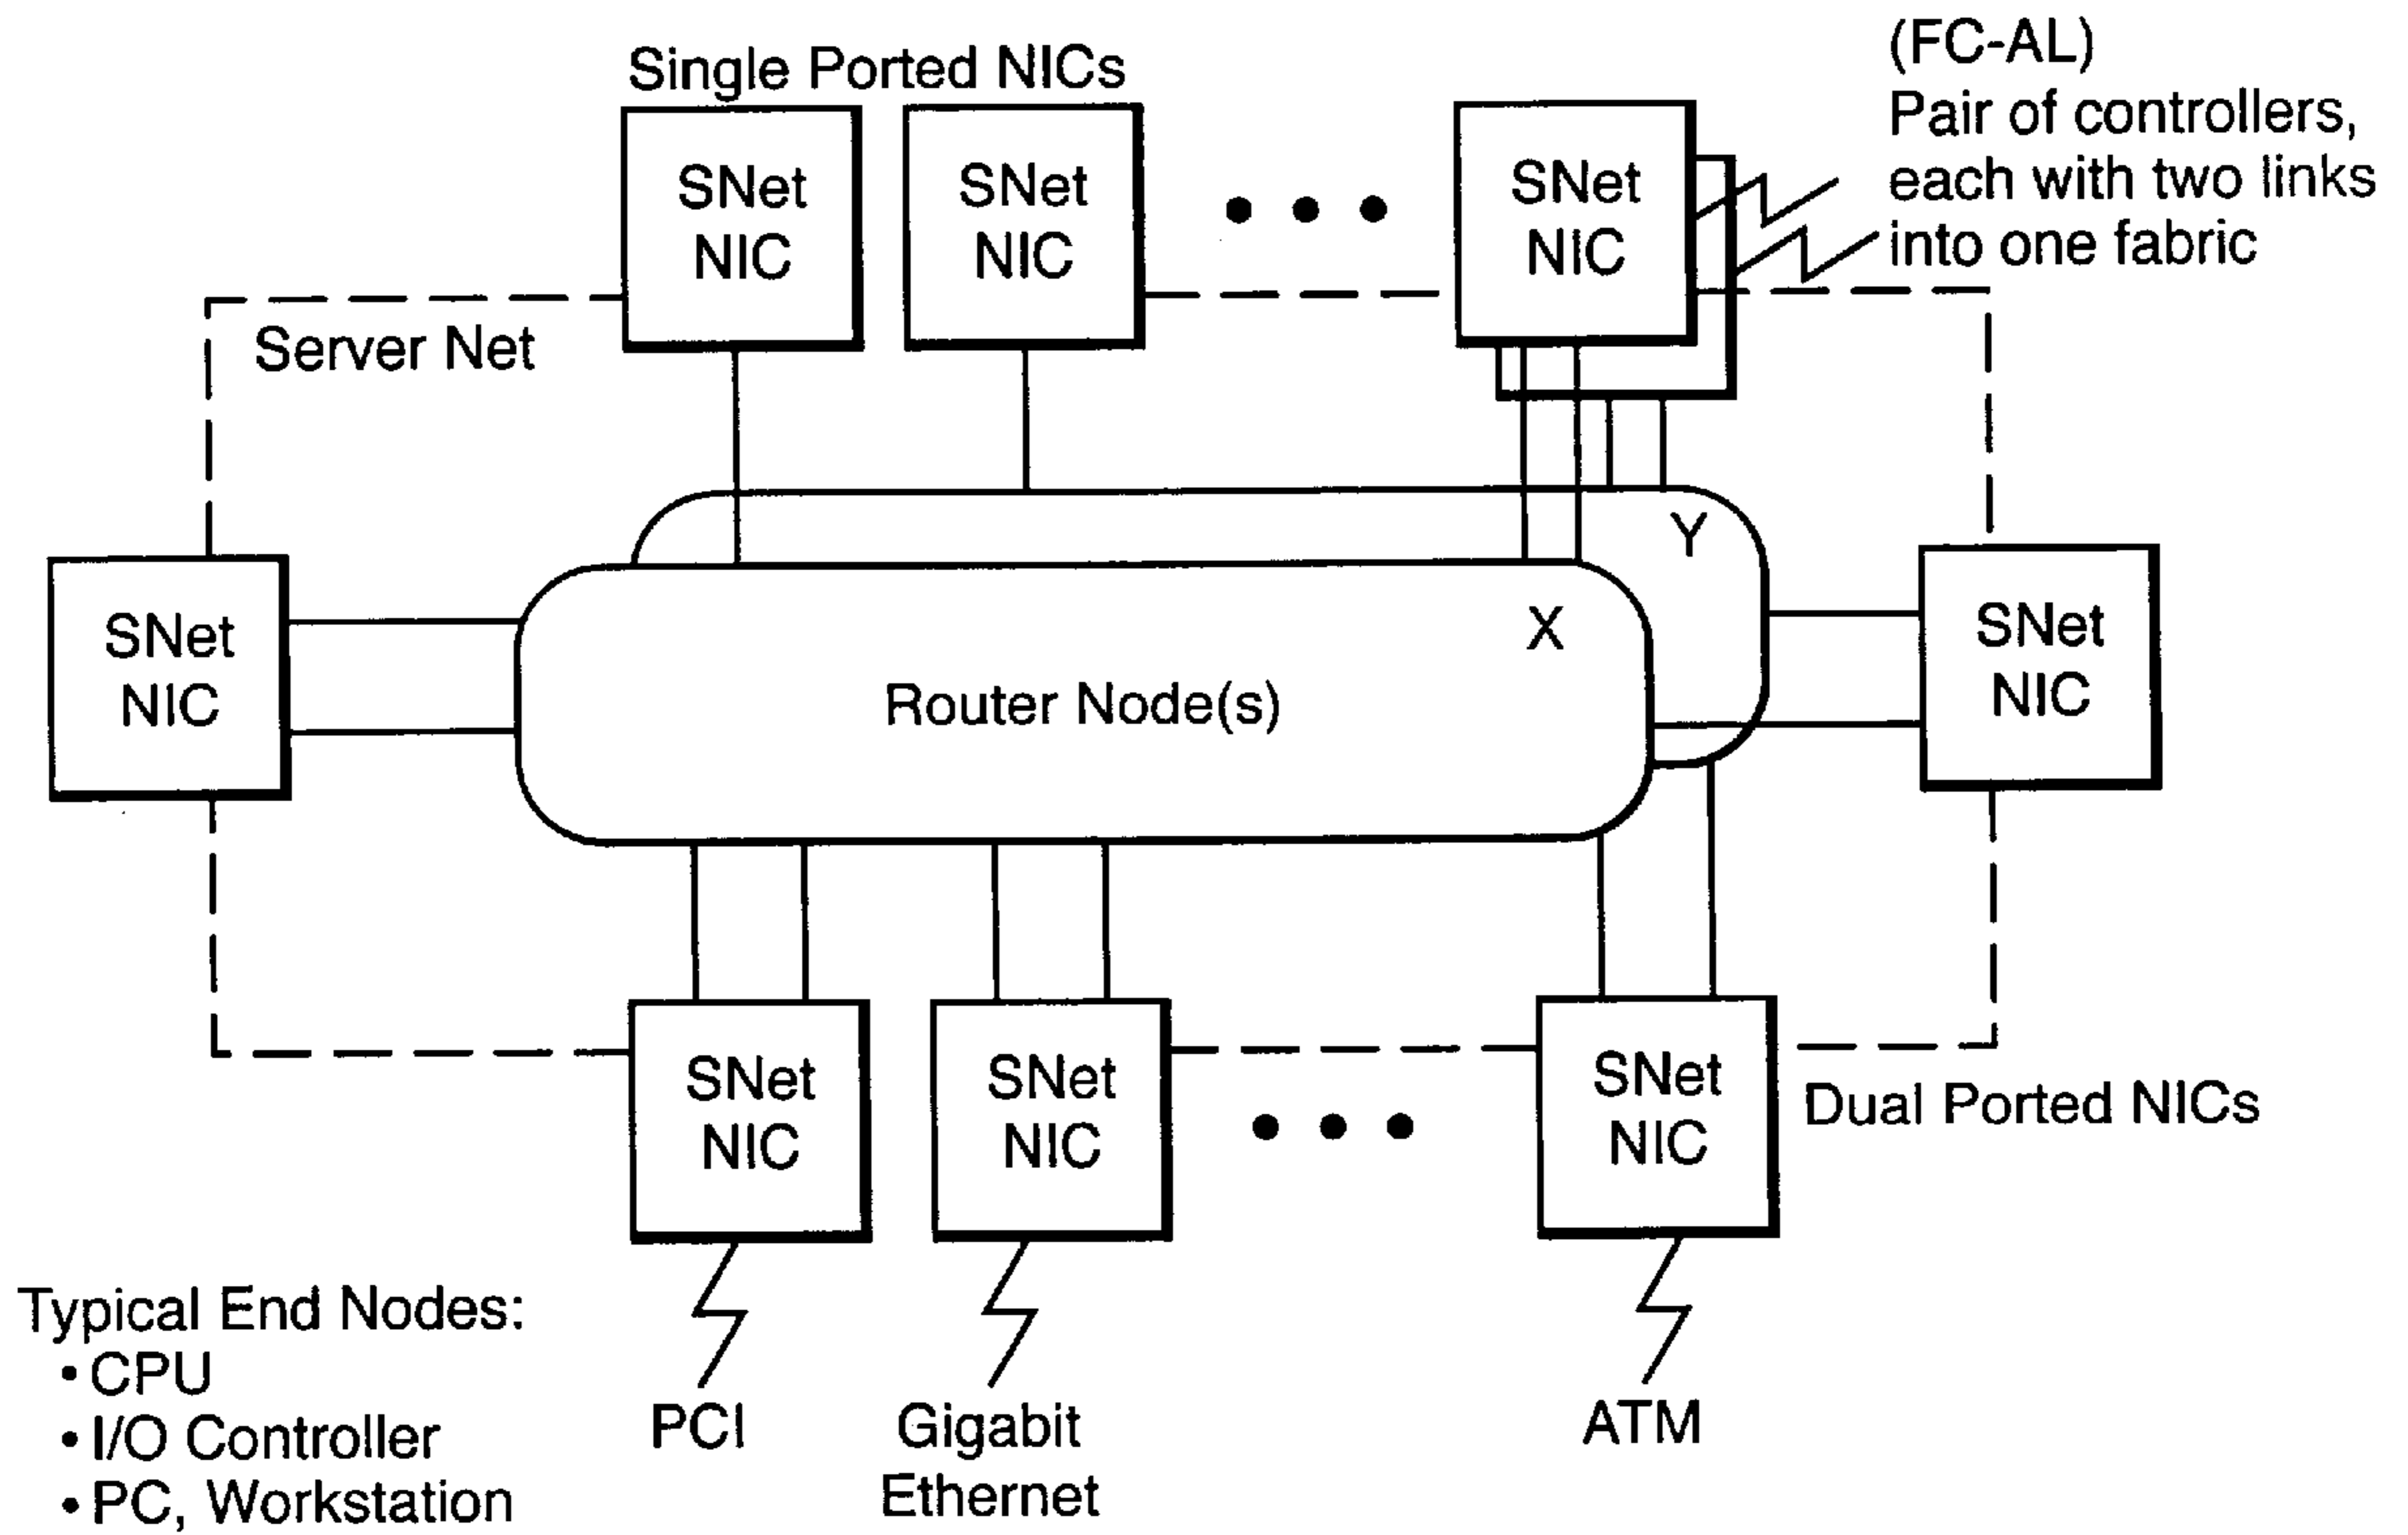 (FC-AL)
Pair of controllers,
each with two links
into one fabric
Single Ported NICs
SNet
NIC
SNet
NIC
SNet
NIC
Server Net
Y
X
SNet
NIC
Router Node(s)
SNet
NIC
SNet
NIC
SNet
NIC
SNet
NIC
Dual Ported NICs
Typical End Nodes:
• CPU
• I/O Controller
• PC, Workstation
PCI
Gigabit
Ethernet
ATM